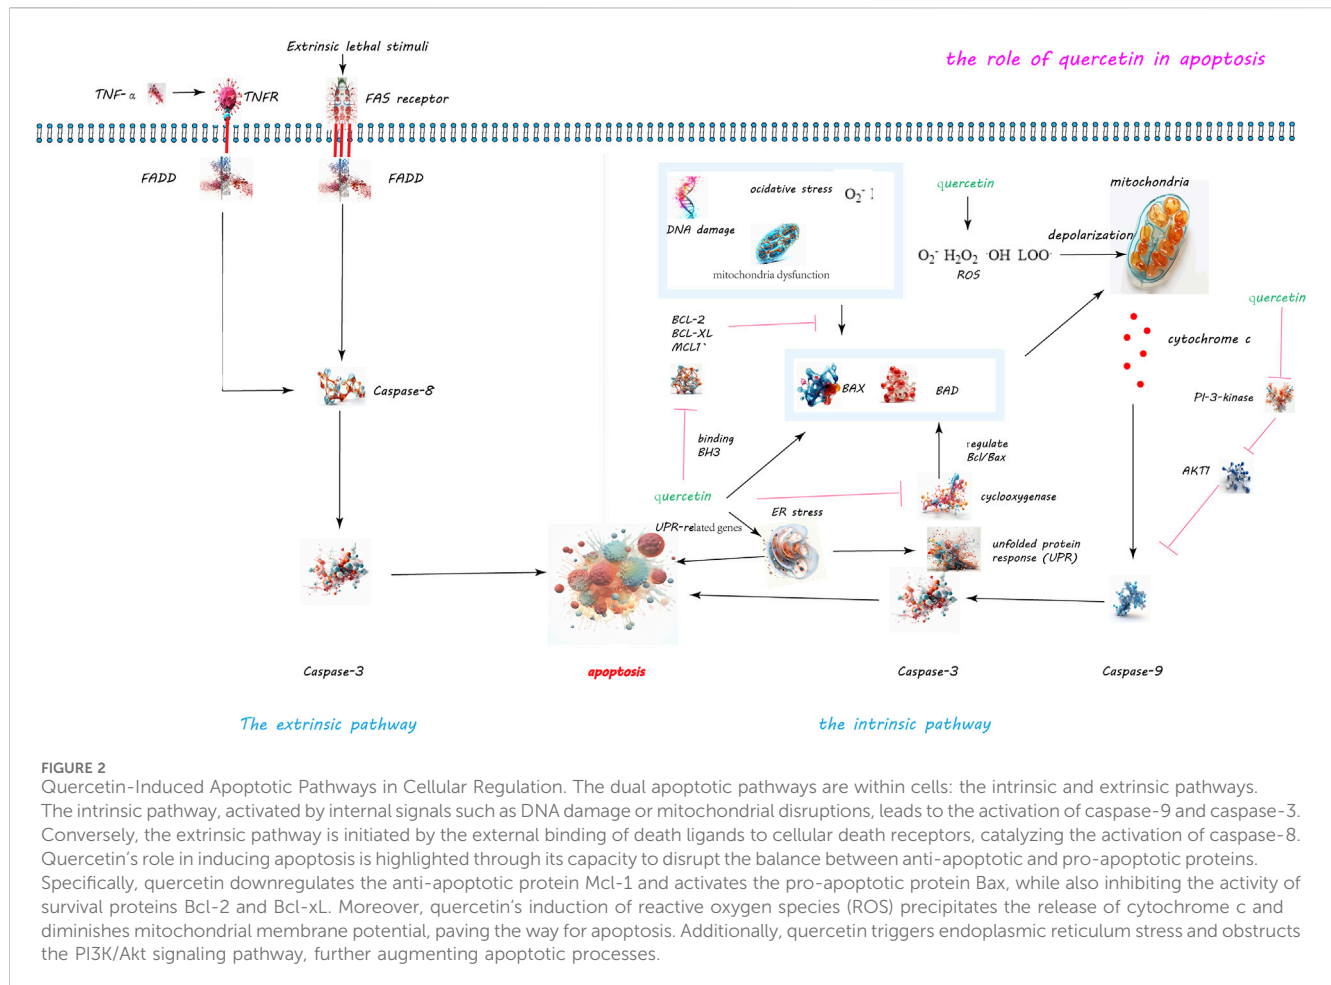 the role of quercetin in apoptosis
Extrinsic lethal stimuli
TNF- α
TNFR
FAS receptor
FADD
FADD
Caspase-8
Caspase-3
The extrinsic pathway
apoptosis
DNA damage
ocidative stress
O₂⁻
mitochondria dysfunction
quercetin
O₂⁻ H₂O₂ ·OH LOO·
ROS
depolarization
mitochondria
BCL-2
BCL-XL
MCL1`
BAX
BAD
cytochrome c
quercetin
PI-3-kinase
AKT1
binding
BH3
regulate
Bcl/Bax
quercetin
cyclooxygenase
UPR-related genes
ER stress
unfolded protein
response (UPR)
Caspase-3
Caspase-9
the intrinsic pathway
FIGURE 2
Quercetin-Induced Apoptotic Pathways in Cellular Regulation. The dual apoptotic pathways are within cells: the intrinsic and extrinsic pathways.
The intrinsic pathway, activated by internal signals such as DNA damage or mitochondrial disruptions, leads to the activation of caspase-9 and caspase-3.
Conversely, the extrinsic pathway is initiated by the external binding of death ligands to cellular death receptors, catalyzing the activation of caspase-8.
Quercetin's role in inducing apoptosis is highlighted through its capacity to disrupt the balance between anti-apoptotic and pro-apoptotic proteins.
Specifically, quercetin downregulates the anti-apoptotic protein Mcl-1 and activates the pro-apoptotic protein Bax, while also inhibiting the activity of
survival proteins Bcl-2 and Bcl-xL. Moreover, quercetin's induction of reactive oxygen species (ROS) precipitates the release of cytochrome c and
diminishes mitochondrial membrane potential, paving the way for apoptosis. Additionally, quercetin triggers endoplasmic reticulum stress and obstructs
the PI3K/Akt signaling pathway, further augmenting apoptotic processes.